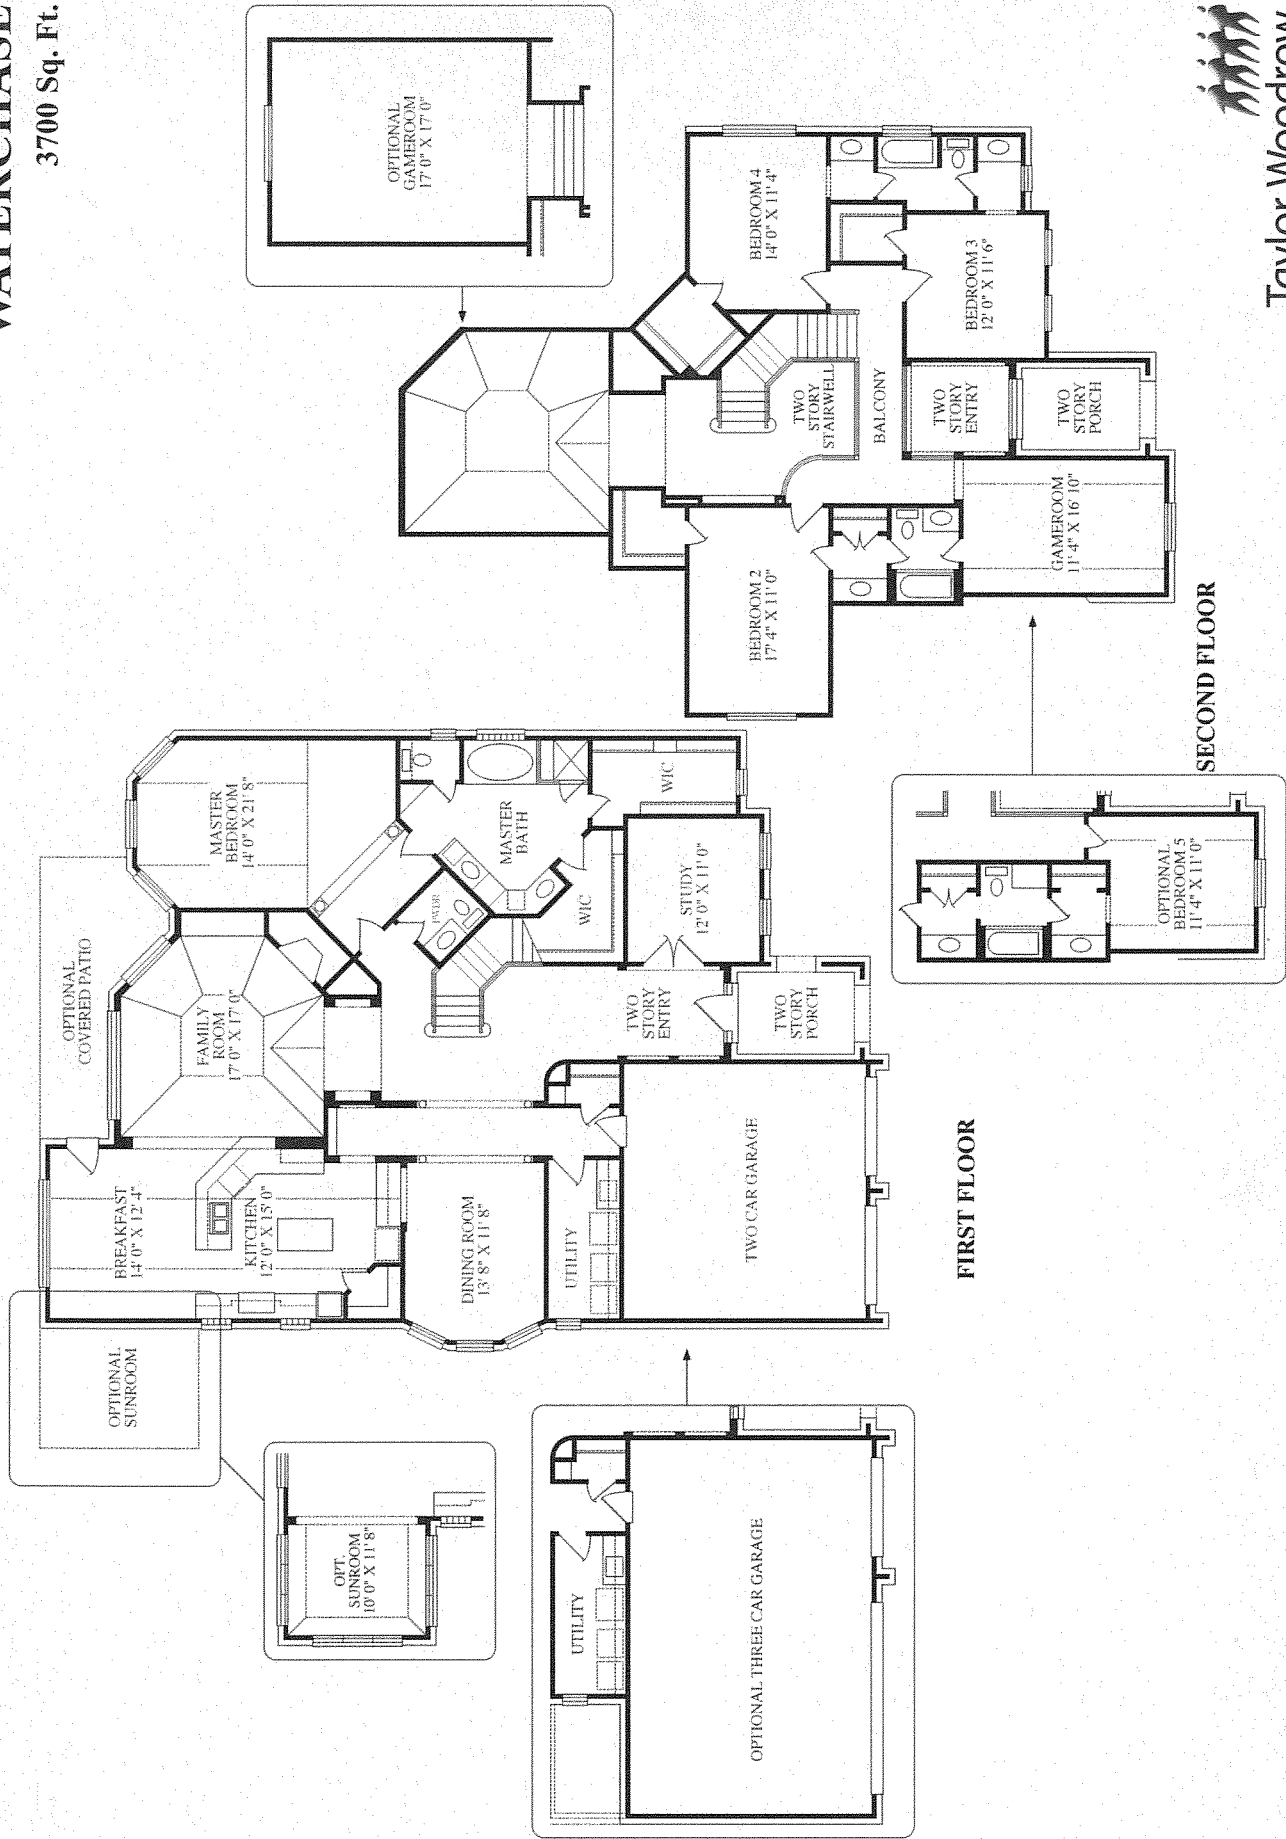 WATERCHASE
3700 Sq. Ft.
OPTIONAL
GAMEROOM
17' 0" X 17' 0"
OPTIONAL
COVERED PATIO
MASTER
BEDROOM
14' 0" X 21' 8"
FAMILY
ROOM
17' 0" X 17' 0"
BREAKFAST
14' 0" X 12' 4"
KITCHEN
12' 0" X 15' 0"
OPTIONAL
SUNROOM
OPT.
SUNROOM
10' 0" X 11' 8"
MASTER
BATH
PWDR
WIC
WIC
STUDY
12' 0" X 11' 0"
DINING ROOM
13' 8" X 11' 8"
UTILITY
TWO
STORY
ENTRY
TWO
STORY
PORCH
TWO CAR GARAGE
FIRST FLOOR
UTILITY
OPTIONAL THREE CAR GARAGE
BEDROOM 4
14' 0" X 11' 4"
BEDROOM 3
12' 0" X 11' 6"
TWO
STORY
STAIRWELL
BALCONY
TWO
STORY
ENTRY
TWO
STORY
PORCH
BEDROOM 2
17' 4" X 11' 0"
GAMEROOM
11' 4" X 16' 10"
SECOND FLOOR
OPTIONAL
BEDROOM 5
11' 4" X 11' 0"
Taylor Woodrow